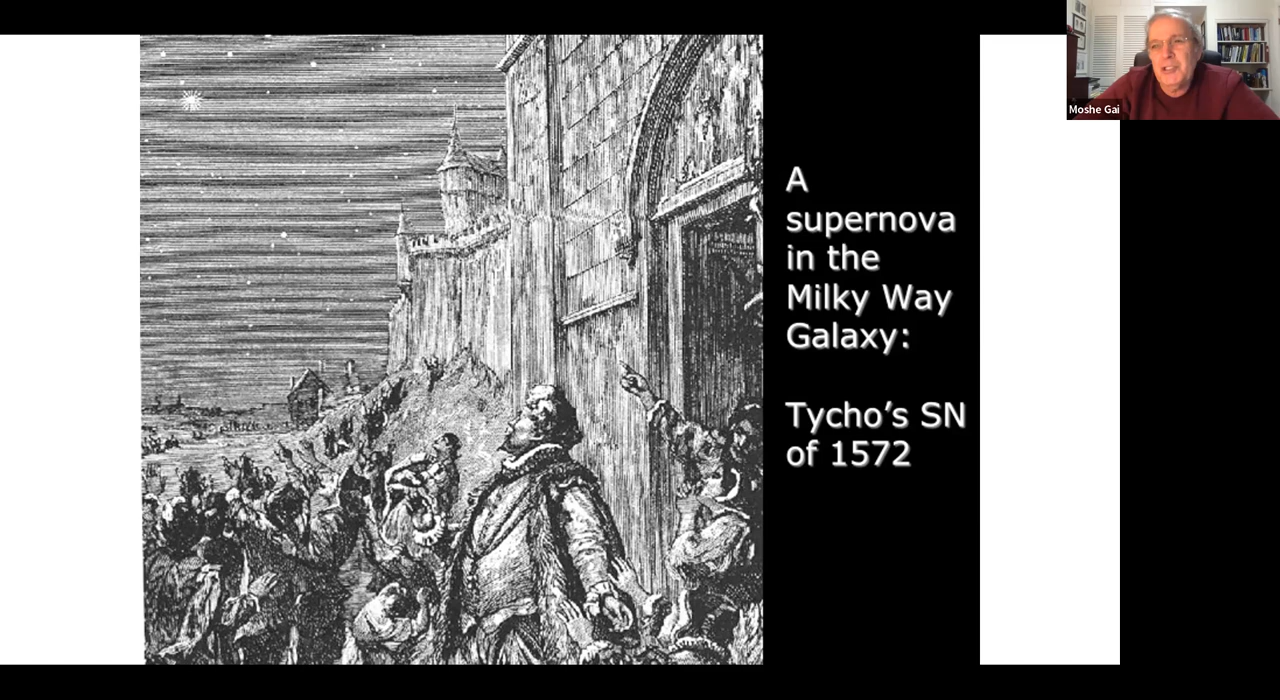 Moshe Gai
A
supernova
in the
Milky Way
Galaxy:
Tycho’s SN
of 1572